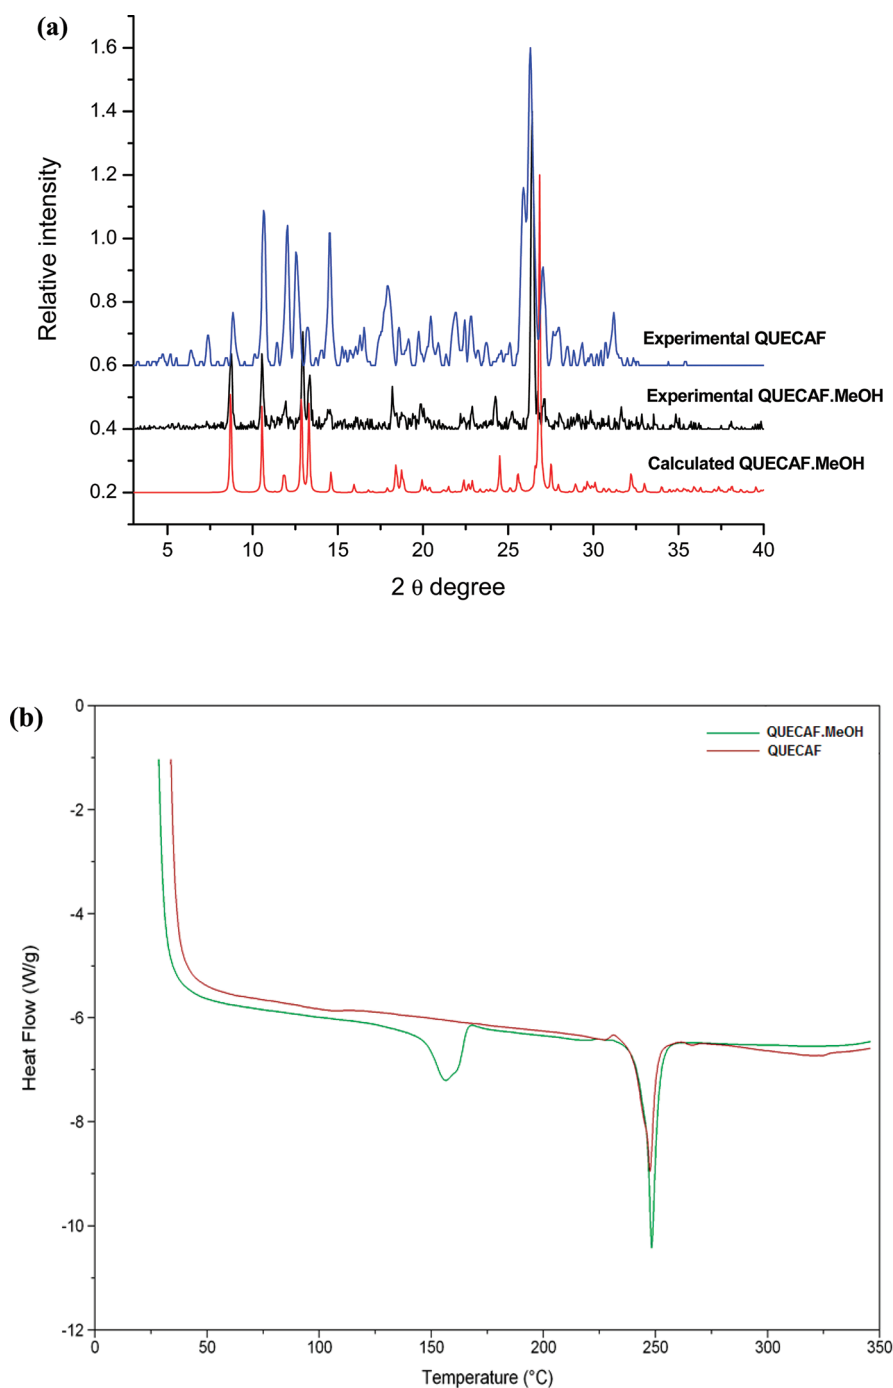 (a)
Relative intensity
1.6
1.4
1.2
1.0
0.8
0.6
0.4
0.2
Experimental QUECAF
Experimental QUECAF.MeOH
Calculated QUECAF.MeOH
5 10 15 20 25 30 35 40
2 θ degree
(b)
Heat Flow (W/g)
0
-2
-4
-6
-8
-10
-12
QUECAF.MeOH
QUECAF
0 50 100 150 200 250 300 350
Temperature (°C)